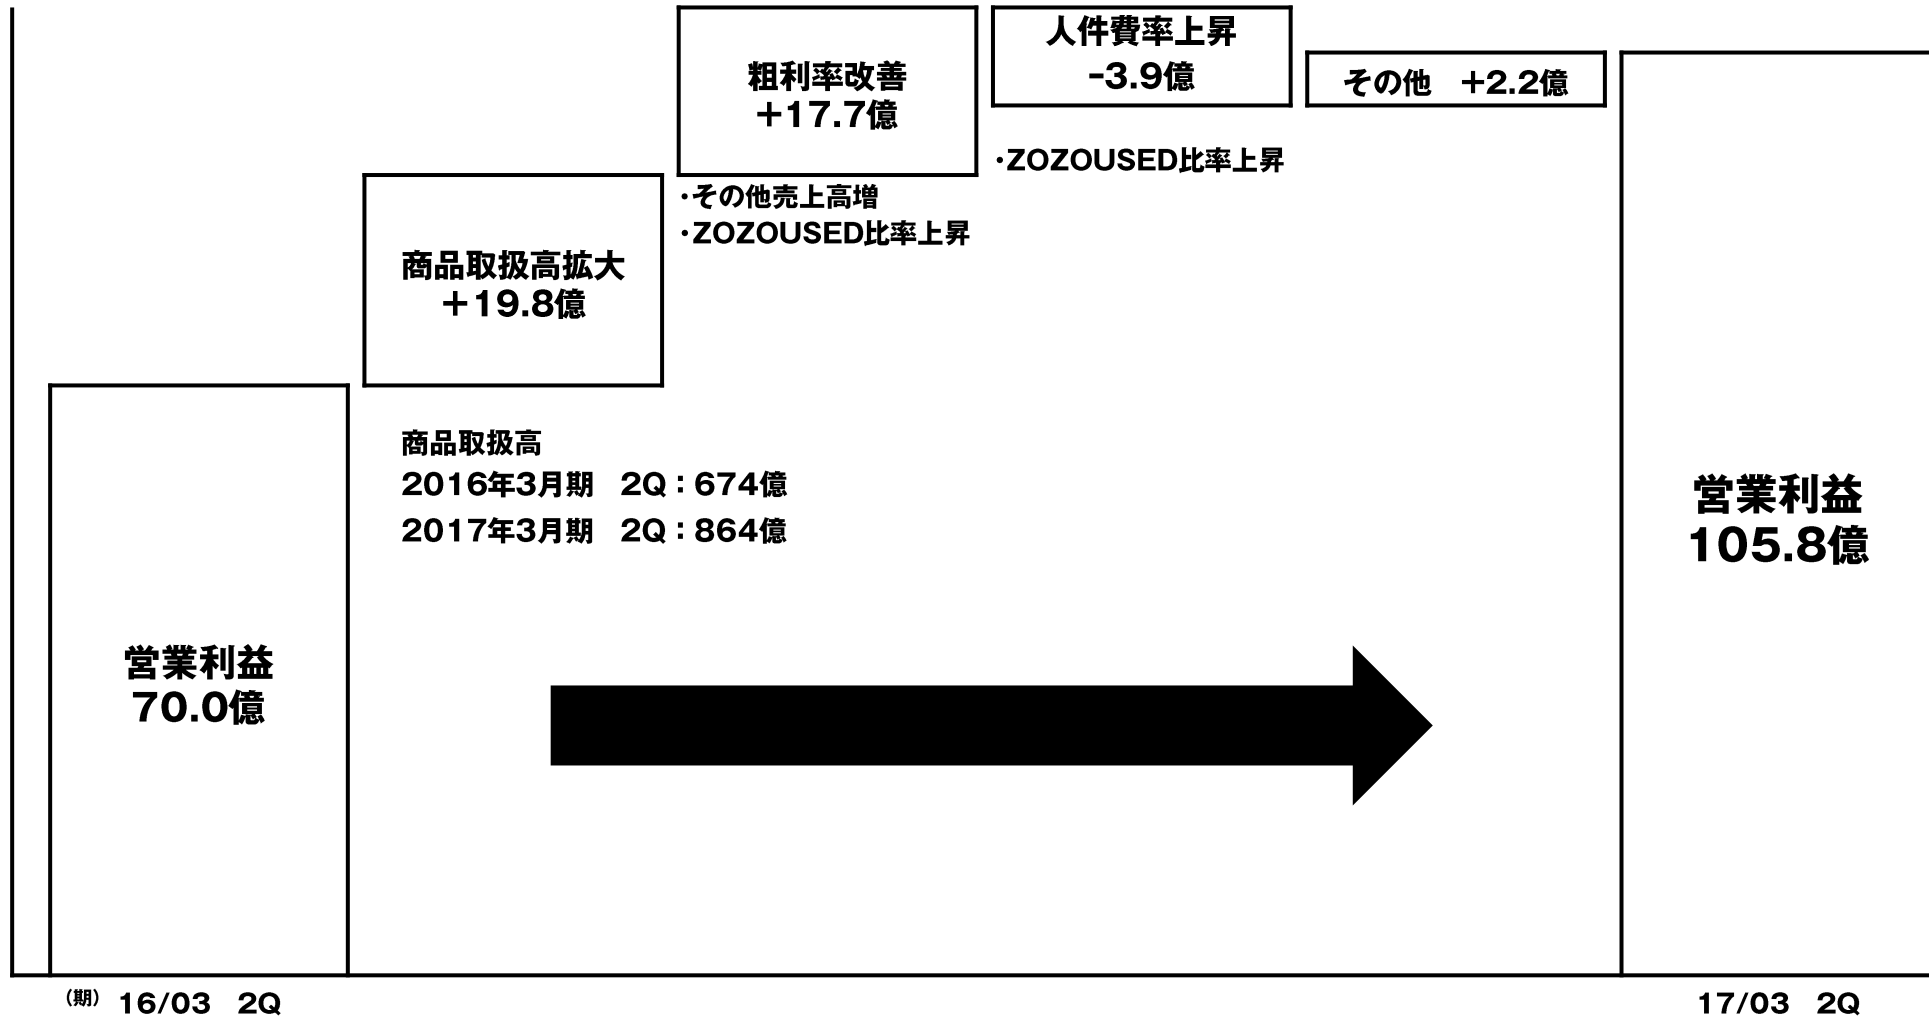 営業利益
70.0億
商品取扱高拡大
+19.8億
商品取扱高
2016年3月期　2Q：674億
2017年3月期　2Q：864億
粗利率改善
+17.7億
・その他売上高増
・ZOZOUSED比率上昇
人件費率上昇
-3.9億
・ZOZOUSED比率上昇
その他　+2.2億
営業利益
105.8億
（期）　16/03　2Q
17/03　2Q